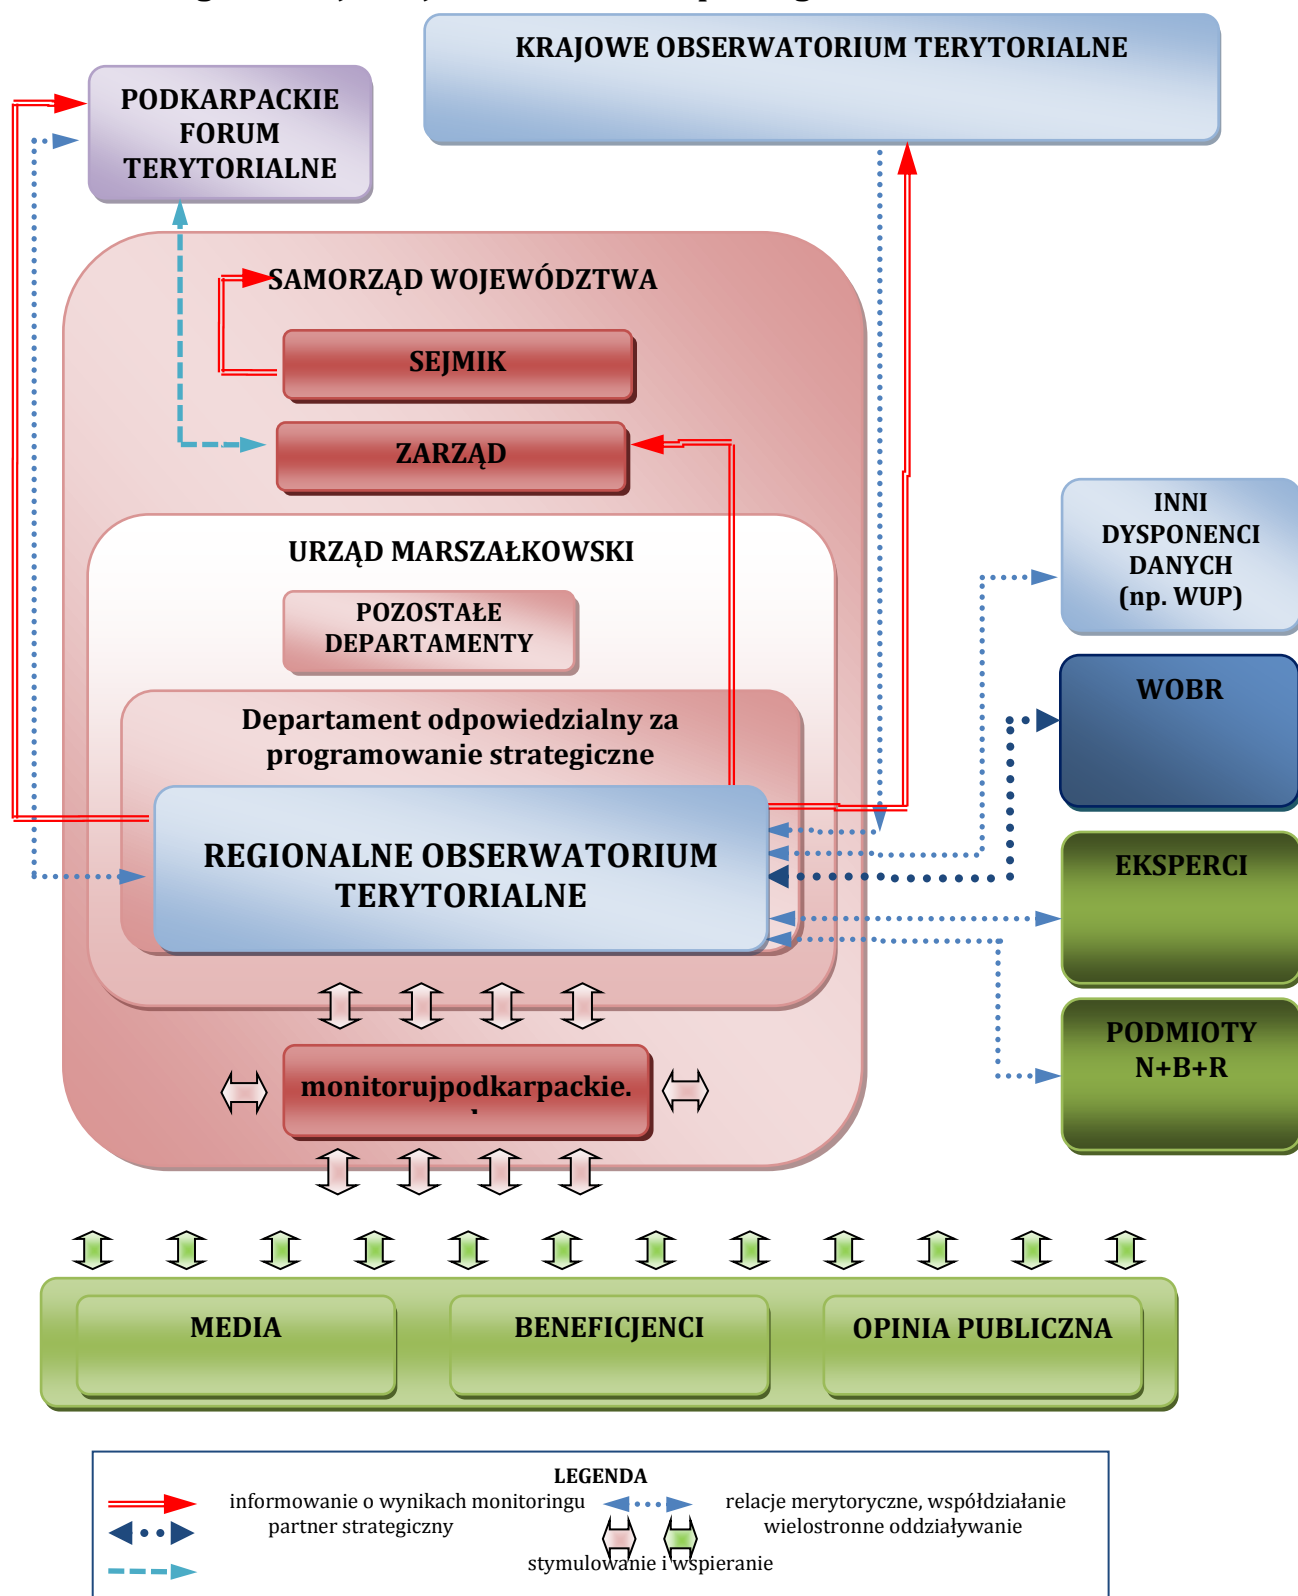 KRAJOWE OBSERWATORIUM TERYTORIALNE
PODKARPACKIE
FORUM
TERYTORIALNE
SAMORZĄD WOJEWÓDZTWA
SEJMIK
ZARZĄD
URZĄD MARSZAŁKOWSKI
POZOSTAŁE
DEPARTAMENTY
Departament odpowiedzialny za
programowanie strategiczne
REGIONALNE OBSERWATORIUM
TERYTORIALNE
INNI
DYSPONENCI
DANYCH
(np. WUP)
WOBR
EKSPERCI
PODMIOTY
N+B+R
monitorujpodkarpackie.
MEDIA
BENEFICJENCI
OPINIA PUBLICZNA
LEGENDA
informowanie o wynikach monitoringu
relacje merytoryczne, współdziałanie
partner strategiczny
wielostronne oddziaływanie
stymulowanie i wspieranie